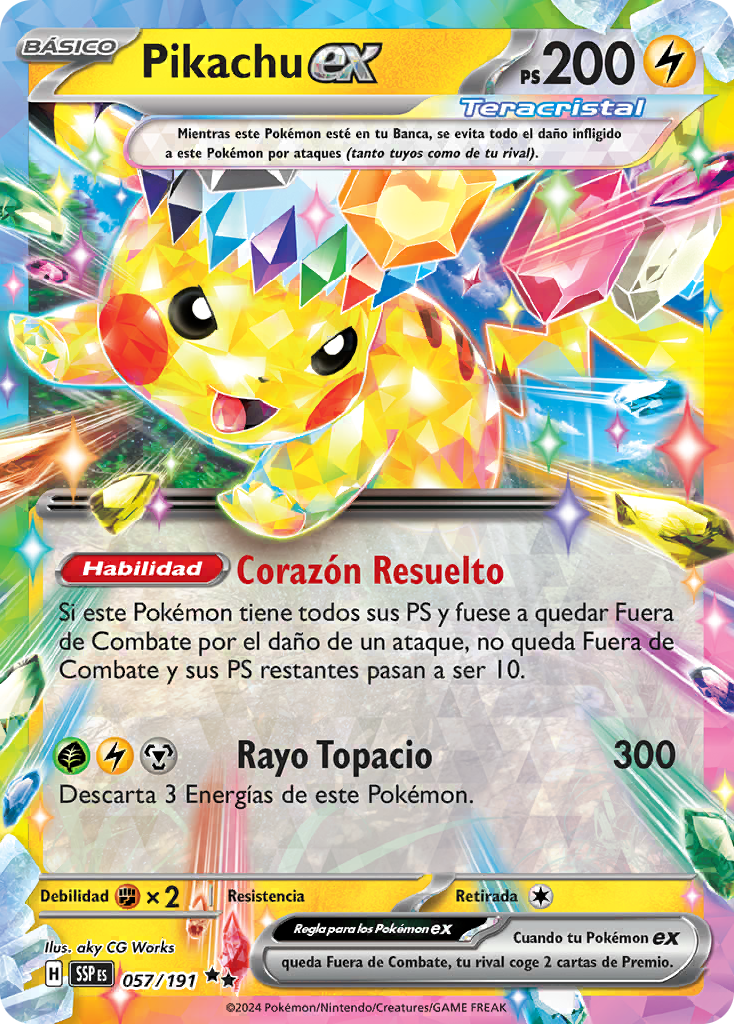 BÁSICO
Pikachu ex
PS 200
Teracristal
Mientras este Pokémon esté en tu Banca, se evita todo el daño infligido
a este Pokémon por ataques (tanto tuyos como de tu rival).
Habilidad Corazón Resuelto
Si este Pokémon tiene todos sus PS y fuese a quedar Fuera
de Combate por el daño de un ataque, no queda Fuera de
Combate y sus PS restantes pasan a ser 10.
Rayo Topacio 300
Descarta 3 Energías de este Pokémon.
Debilidad ×2 Resistencia Retirada
Regla para los Pokémon ex
Cuando tu Pokémon ex
queda Fuera de Combate, tu rival coge 2 cartas de Premio.
Ilus. aky CG Works
H SSP ES 057/191 ★★
©2024 Pokémon/Nintendo/Creatures/GAME FREAK